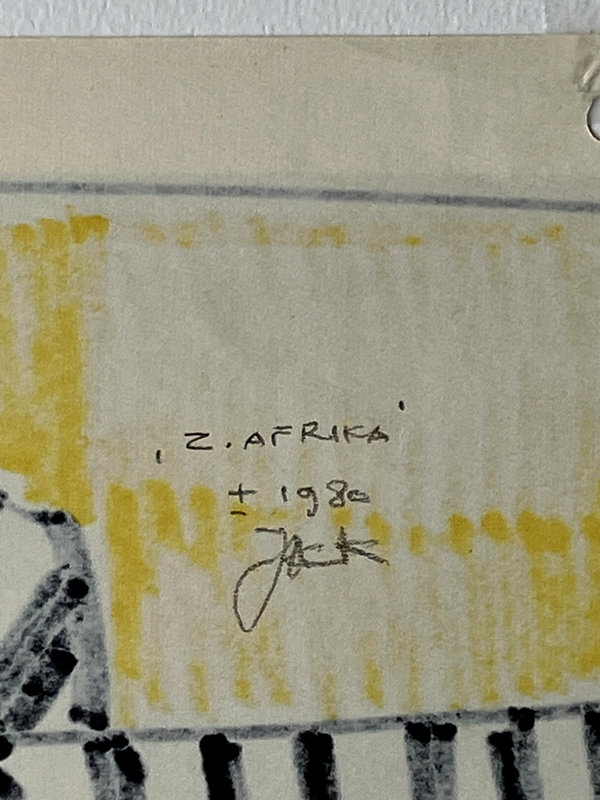 ‚Z. AFRIKA'
± 1980
Jack